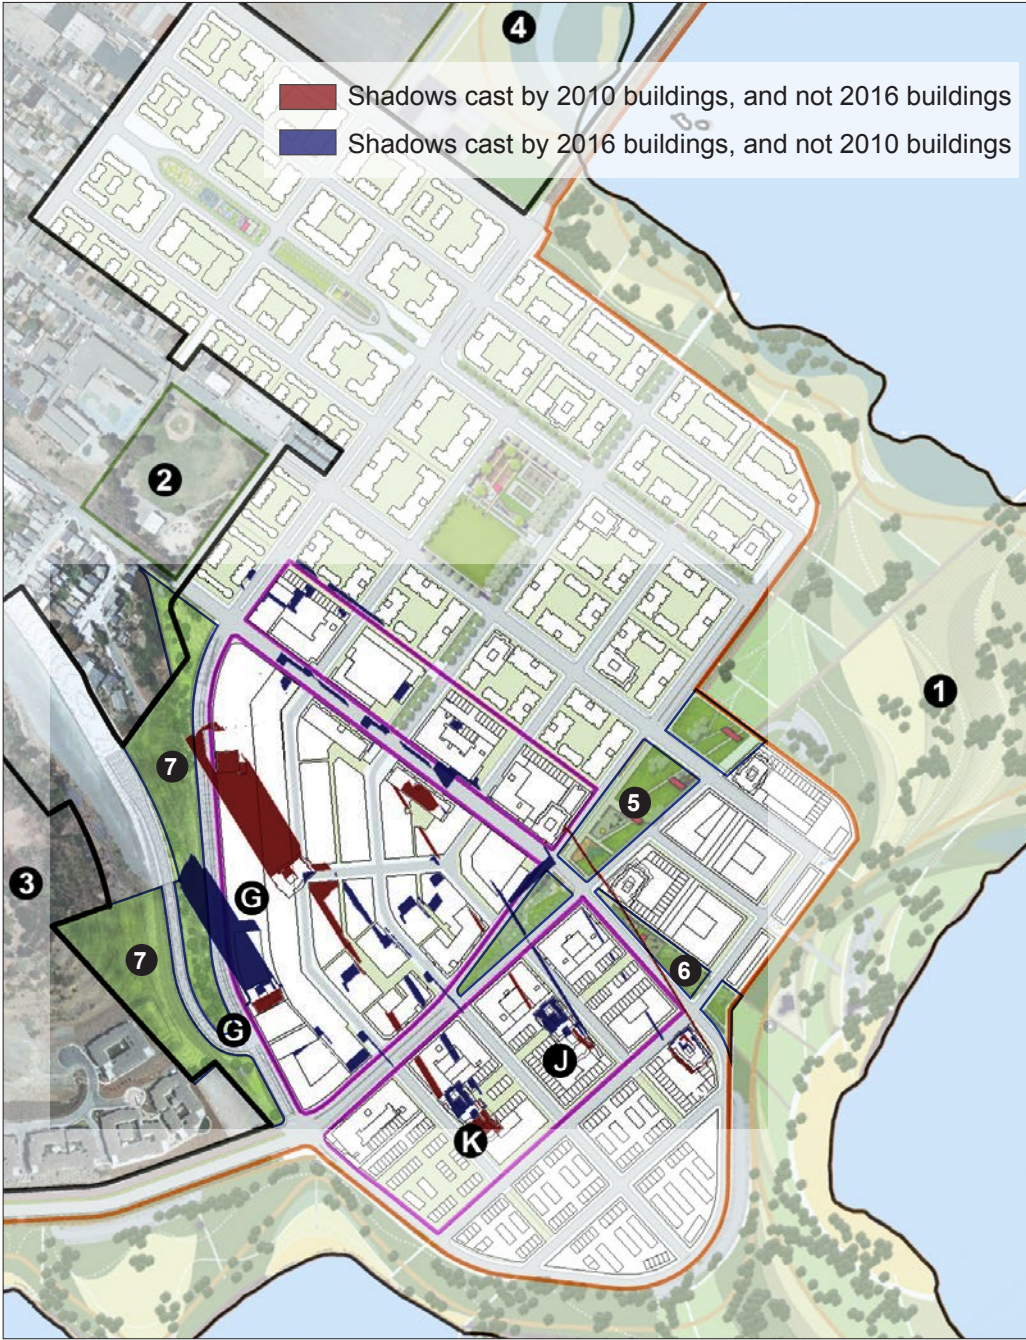 4
Shadows cast by 2010 buildings, and not 2016 buildings
Shadows cast by 2016 buildings, and not 2010 buildings
2
1
7
5
3
G
7
6
G
J
K